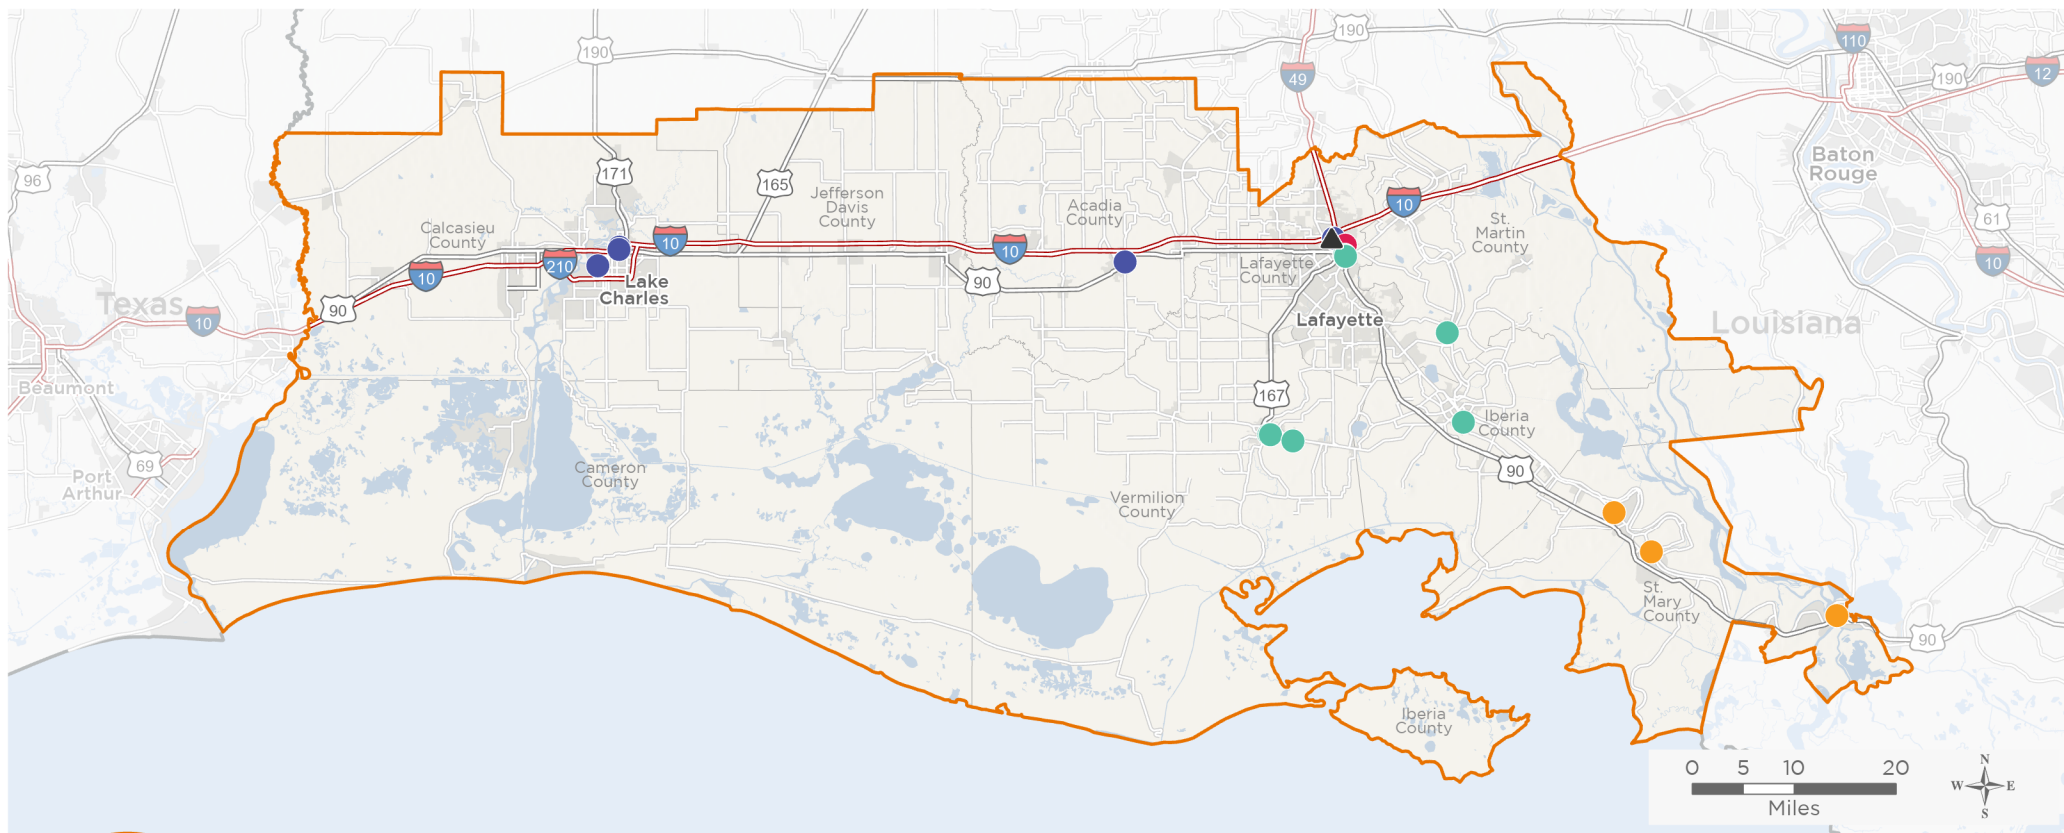 190
190
110
49
190
12
96
171
165
Jefferson
Davis
County
Acadia
County
10
St.
Martin
County
Baton
Rouge
61
Calcasieu
County
10
10
210
10
90
Lafayette
County
10
Lake
Charles
90
Texas
10
Lafayette
Louisiana
Beaumont
167
Iberia
County
69
Port
Arthur
Cameron
County
90
Vermilion
County
St.
Mary
County
90
Iberia
County
0 5 10 20
Miles
N
W E
S